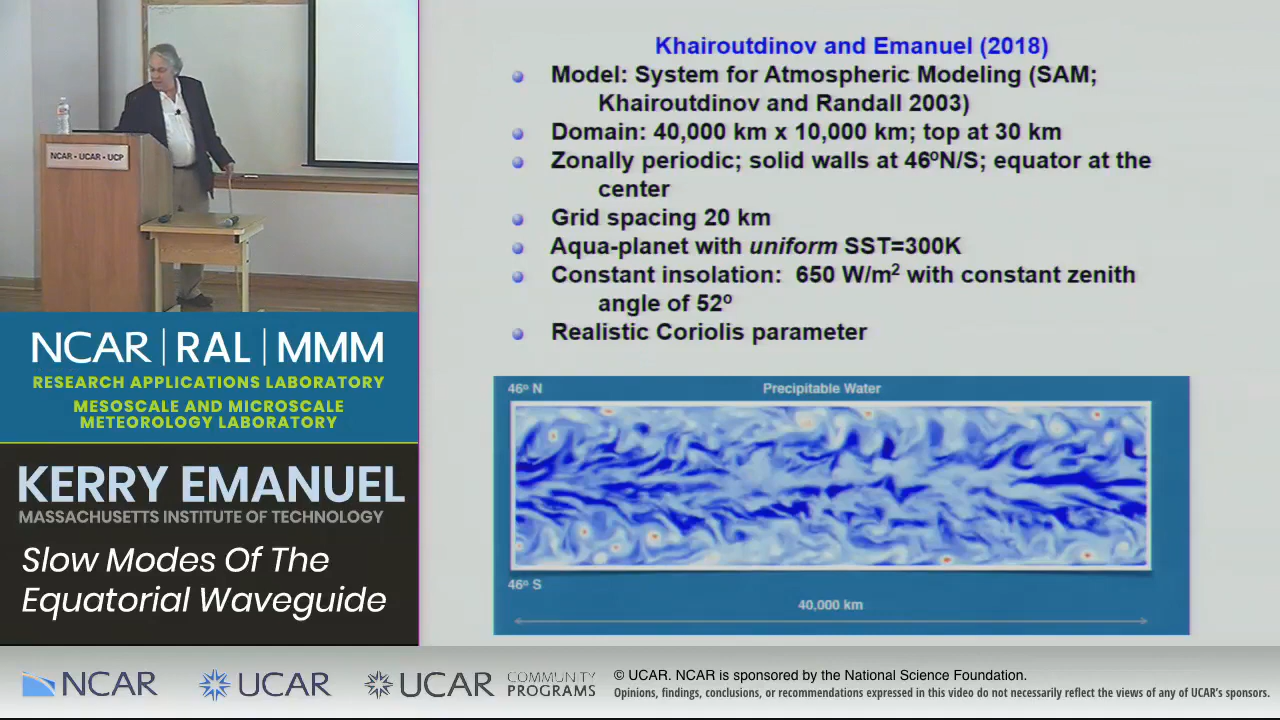 NCAR • UCAR • UCP
NCAR | RAL | MMM
RESEARCH APPLICATIONS LABORATORY
MESOSCALE AND MICROSCALE
METEOROLOGY LABORATORY
KERRY EMANUEL
MASSACHUSETTS INSTITUTE OF TECHNOLOGY
Slow Modes Of The
Equatorial Waveguide
Khairoutdinov and Emanuel (2018)
Model: System for Atmospheric Modeling (SAM;
Khairoutdinov and Randall 2003)
Domain: 40,000 km x 10,000 km; top at 30 km
Zonally periodic; solid walls at 46ºN/S; equator at the
center
Grid spacing 20 km
Aqua-planet with uniform SST=300K
Constant insolation: 650 W/m² with constant zenith
angle of 52º
Realistic Coriolis parameter
46º N
Precipitable Water
46º S
40,000 km
NCAR
UCAR
UCAR
COMMUNITY
PROGRAMS
© UCAR. NCAR is sponsored by the National Science Foundation.
Opinions, findings, conclusions, or recommendations expressed in this video do not necessarily reflect the views of any of UCAR's sponsors.